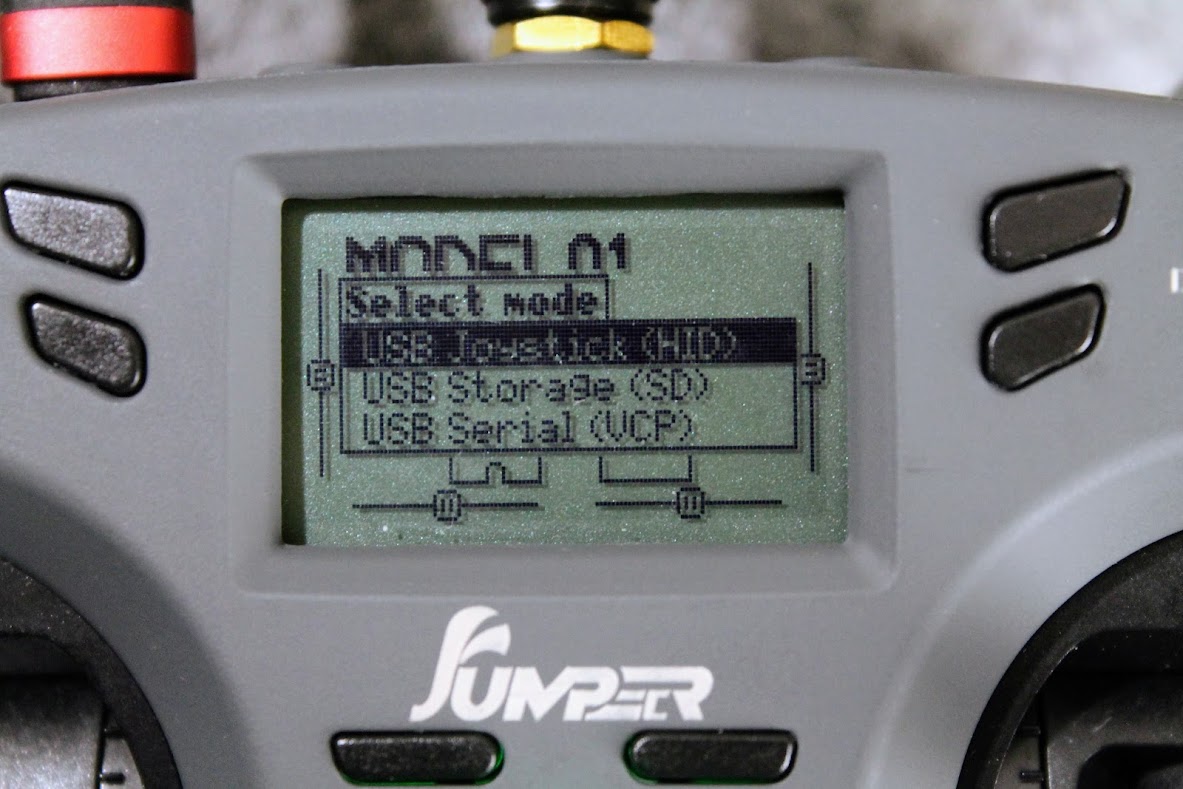 MODEL01
Select mode
USB Joystick (HID)
USB Storage (SD)
USB Serial (VCP)
JUMPER